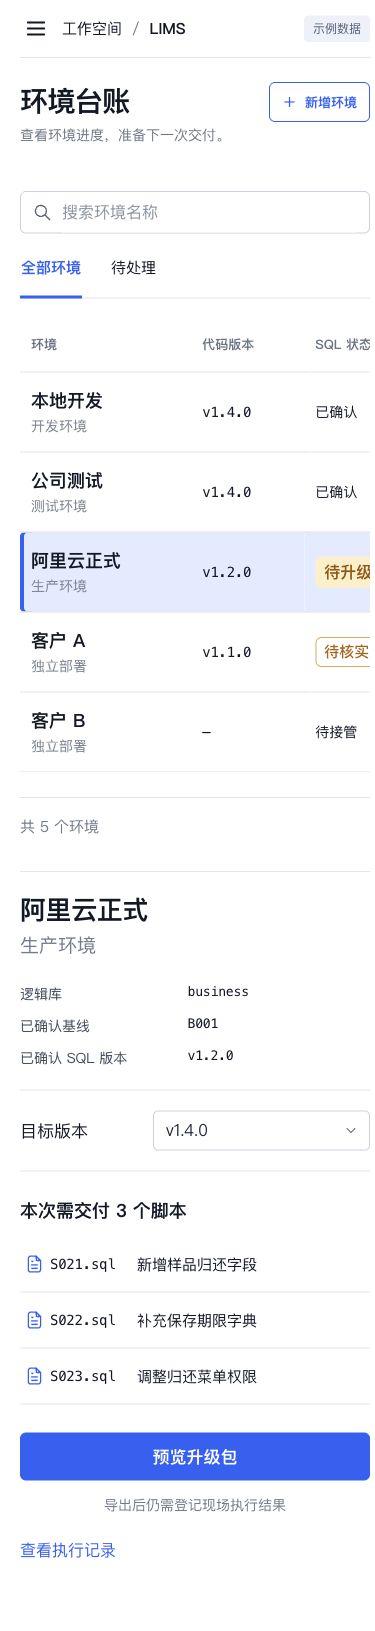 工作空间 / LIMS
示例数据
环境台账
+ 新增环境
查看环境进度，准备下一次交付。
搜索环境名称
全部环境 待处理
环境 代码版本 SQL 状态
本地开发
开发环境
v1.4.0 已确认
公司测试
测试环境
v1.4.0 已确认
阿里云正式
生产环境
v1.2.0 待升级
客户 A
独立部署
v1.1.0 待核实
客户 B
独立部署
– 待接管
共 5 个环境
阿里云正式
生产环境
逻辑库 business
已确认基线 B001
已确认 SQL 版本 v1.2.0
目标版本 v1.4.0
本次需交付 3 个脚本
S021.sql 新增样品归还字段
S022.sql 补充保存期限字典
S023.sql 调整归还菜单权限
预览升级包
导出后仍需登记现场执行结果
查看执行记录